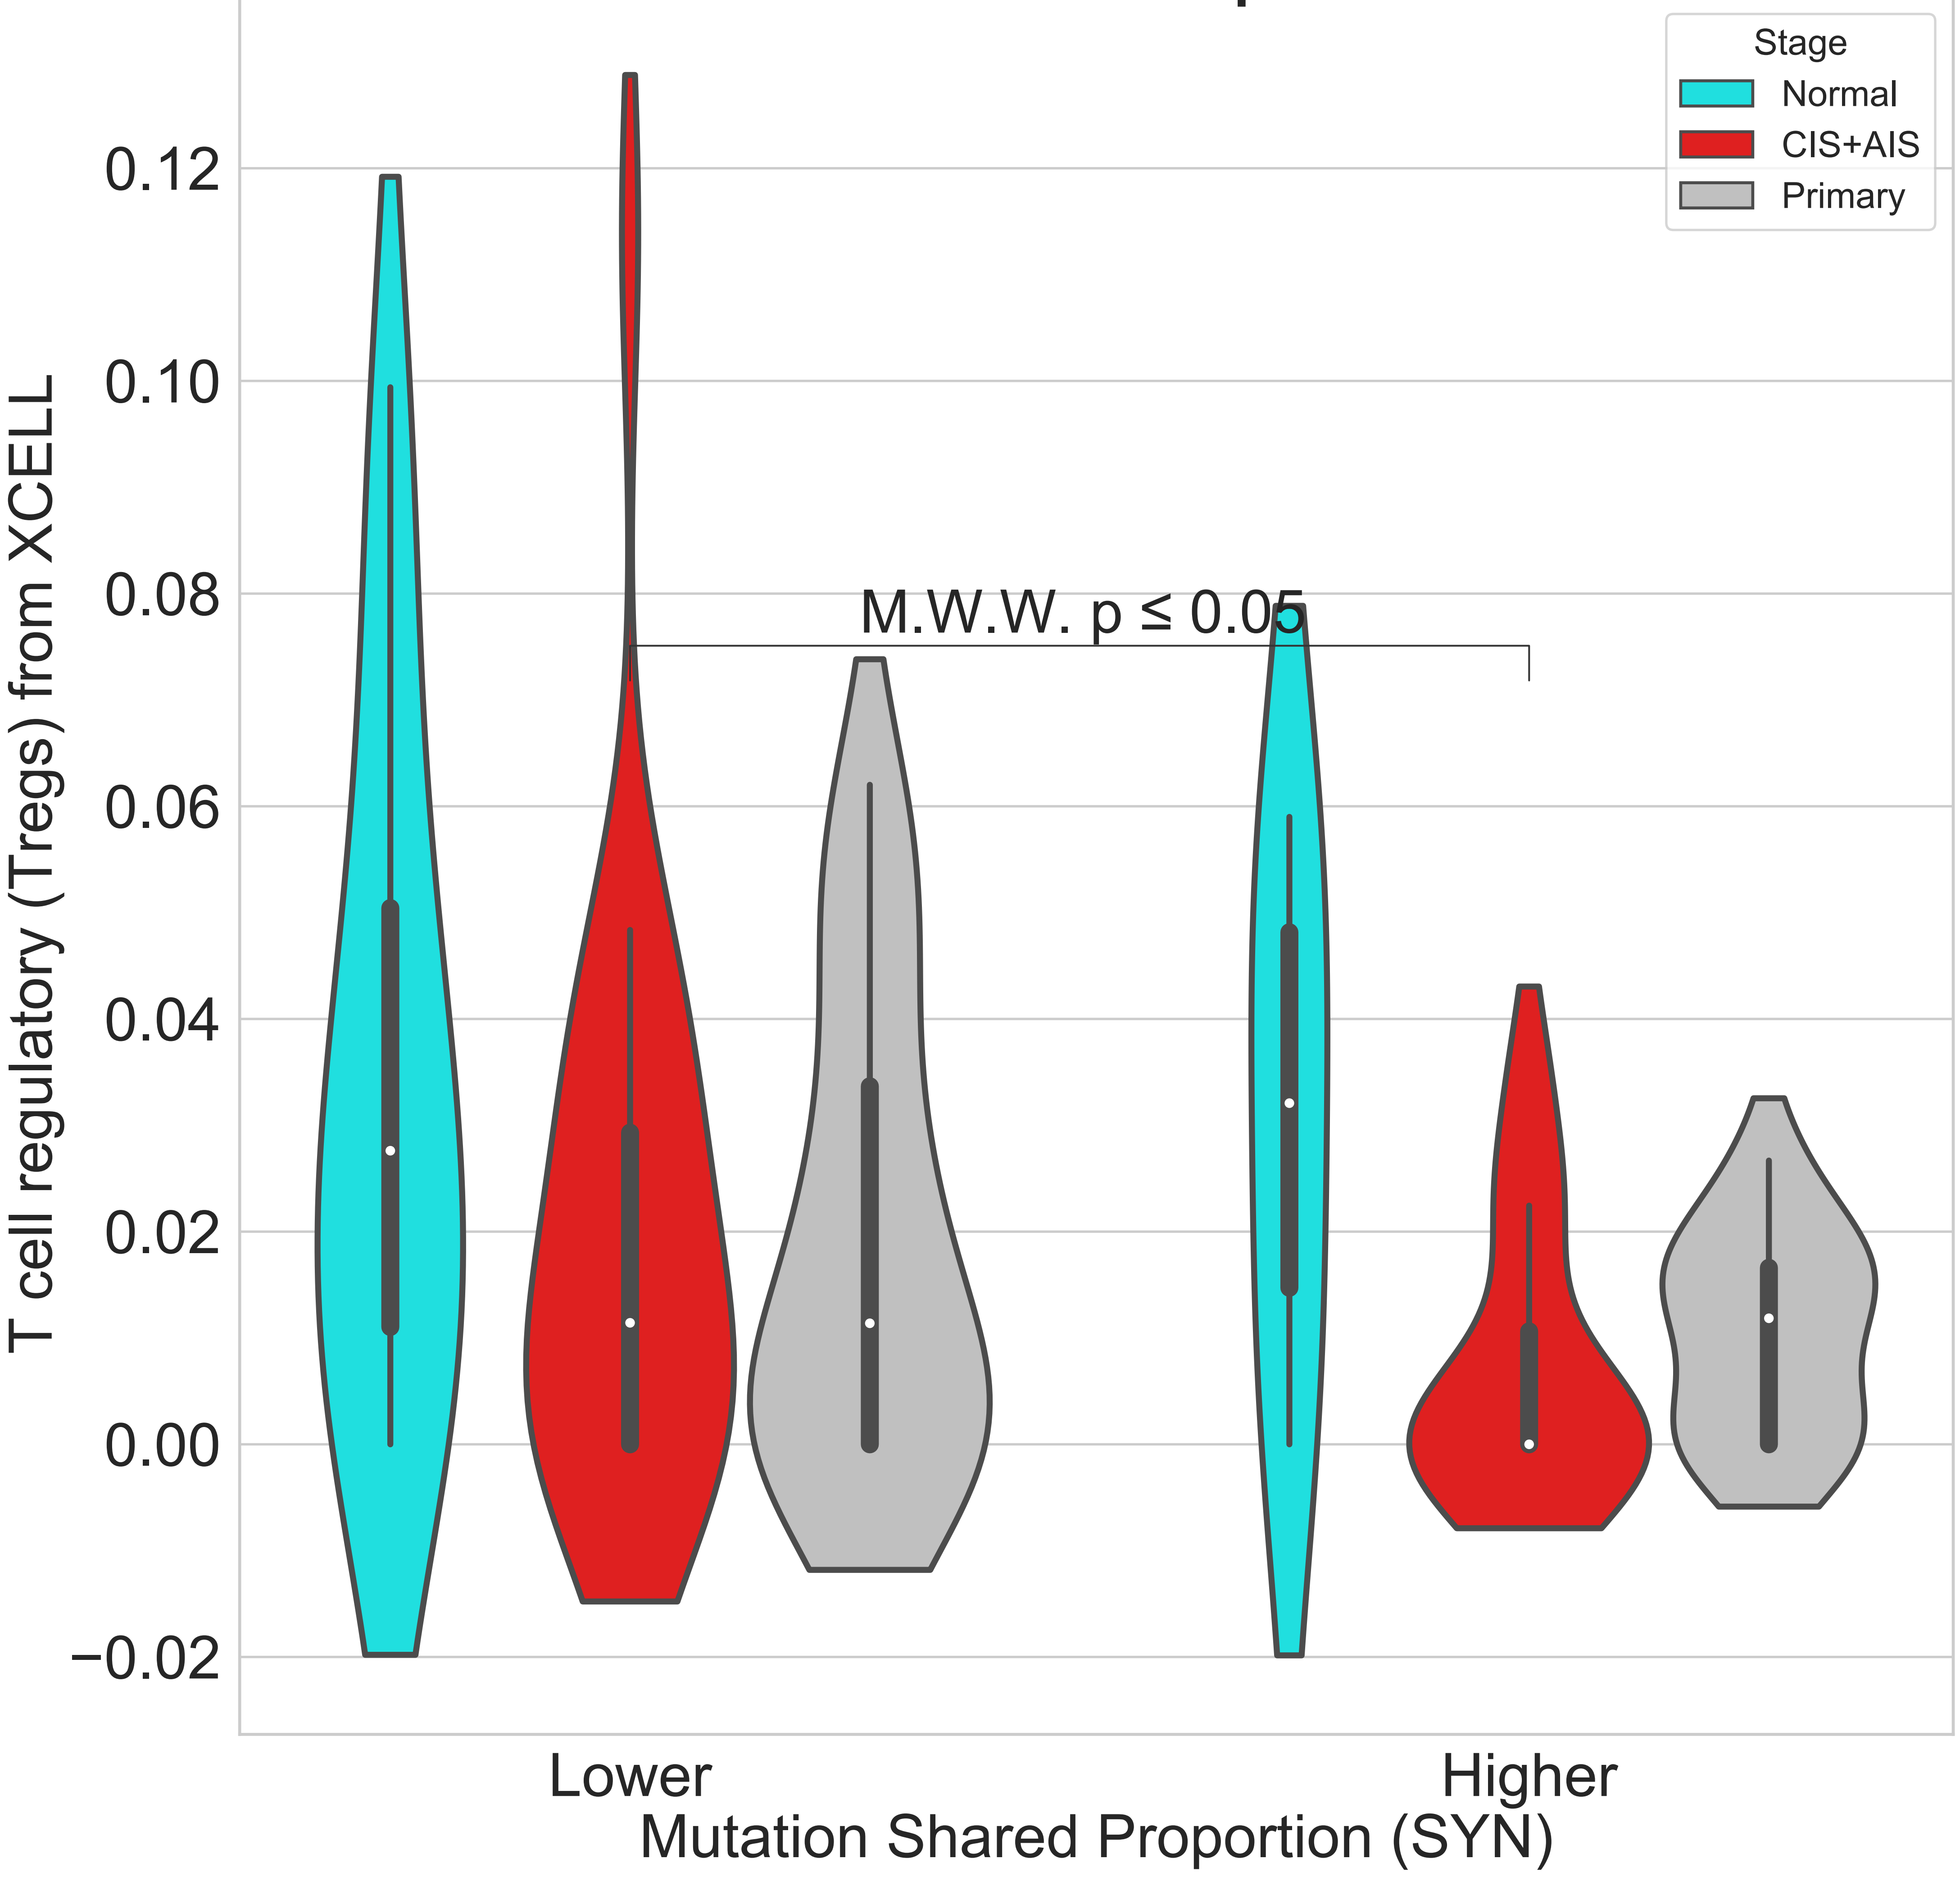 Stage
Normal
CIS+AIS
Primary
T cell regulatory (Tregs) from XCELL
0.12
0.10
0.08
0.06
0.04
0.02
0.00
−0.02
M.W.W. p ≤ 0.05
Lower
Higher
Mutation Shared Proportion (SYN)